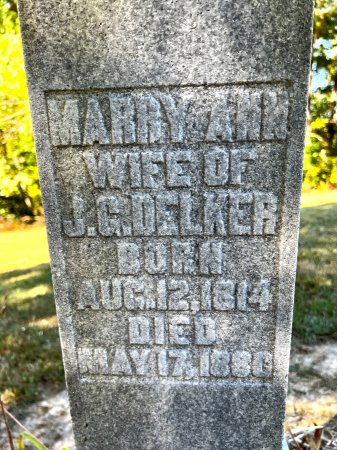 MARRY ANN
WIFE OF
J.G.DELKER
BORN
AUG.12,1814
DIED
MAY 17,1880